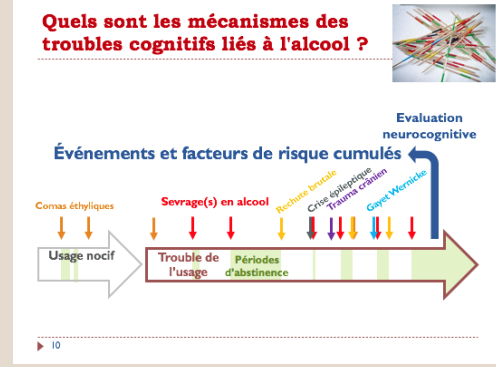 Quels sont les mécanismes des
troubles cognitifs liés à l'alcool ?
Evaluation
neurocognitive
Événements et facteurs de risque cumulés
Comas éthyliques
Sevrage(s) en alcool
Rechute brutale
Crise épileptique
Trauma crânien
Gayet Wernicke
Usage nocif
Trouble de
l'usage
Périodes
d'abstinence
10